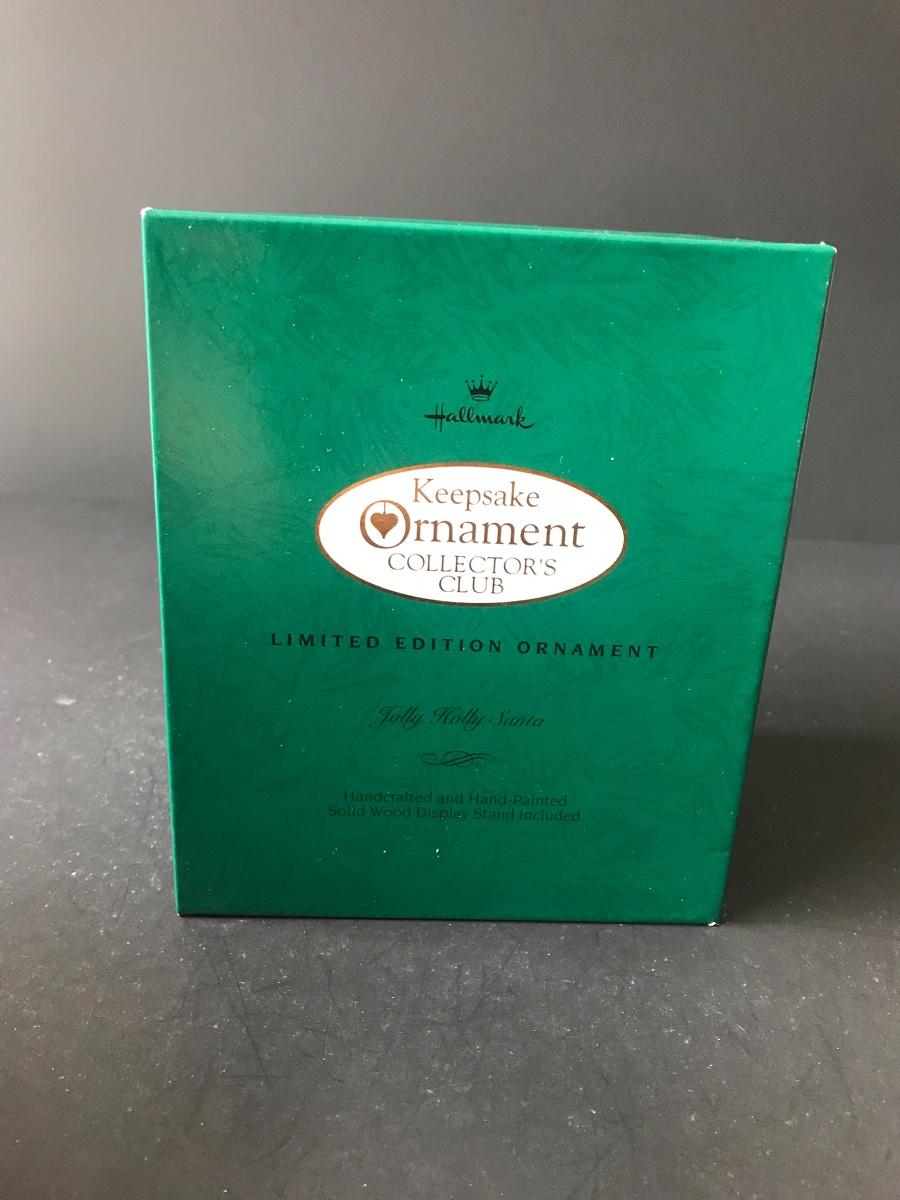 Hallmark
Keepsake
Ornament
COLLECTOR'S
CLUB
LIMITED EDITION ORNAMENT
Jolly Holly Santa
Handcrafted and Hand-Painted
Solid Wood Display Stand Included